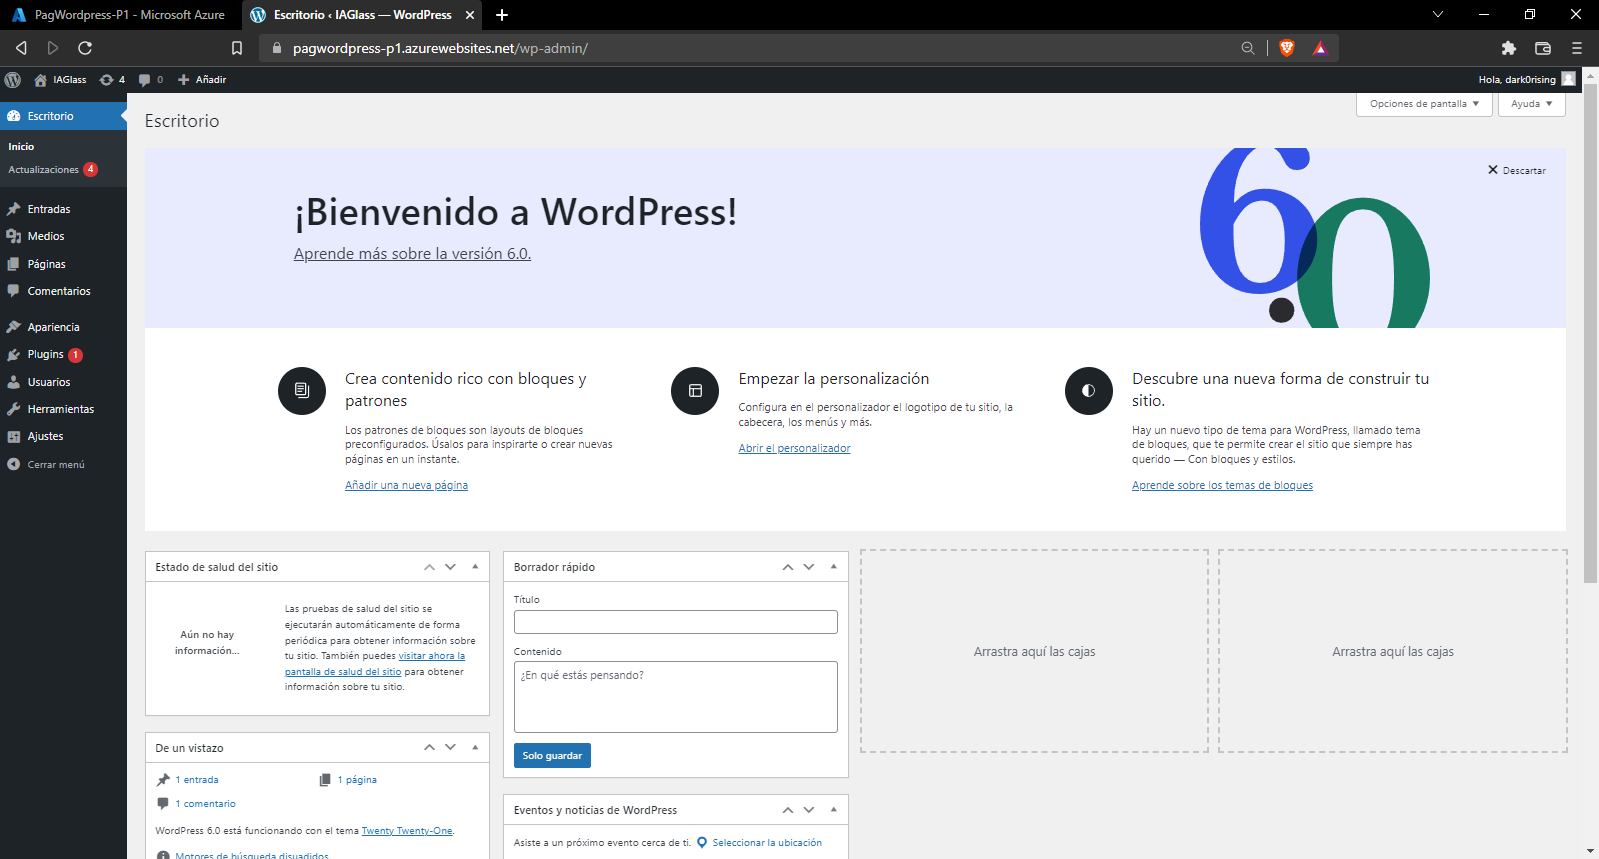 PagWordpress-P1 - Microsoft Azure
Escritorio ‹ IAGlass — WordPress
pagwordpress-p1.azurewebsites.net/wp-admin/
IAGlass
4
0
Añadir
Hola, dark0rising
Escritorio
Inicio
Actualizaciones 4
Entradas
Medios
Páginas
Comentarios
Apariencia
Plugins 1
Usuarios
Herramientas
Ajustes
Cerrar menú
Escritorio
Opciones de pantalla
Ayuda
¡Bienvenido a WordPress!
Aprende más sobre la versión 6.0.
6.0
Descartar
Crea contenido rico con bloques y
patrones
Los patrones de bloques son layouts de bloques
preconfigurados. Úsalos para inspirarte o crear nuevas
páginas en un instante.
Añadir una nueva página
Empezar la personalización
Configura en el personalizador el logotipo de tu sitio, la
cabecera, los menús y más.
Abrir el personalizador
Descubre una nueva forma de construir tu
sitio.
Hay un nuevo tipo de tema para WordPress, llamado tema
de bloques, que te permite crear el sitio que siempre has
querido — Con bloques y estilos.
Aprende sobre los temas de bloques
Estado de salud del sitio
Aún no hay
información...
Las pruebas de salud del sitio se
ejecutarán automáticamente de forma
periódica para obtener información sobre
tu sitio. También puedes visitar ahora la
pantalla de salud del sitio para obtener
información sobre tu sitio.
De un vistazo
1 entrada
1 página
1 comentario
WordPress 6.0 está funcionando con el tema Twenty Twenty-One.
Motores de búsqueda disuadidos
Borrador rápido
Título
Contenido
¿En qué estás pensando?
Solo guardar
Eventos y noticias de WordPress
Asiste a un próximo evento cerca de ti. Seleccionar la ubicación
Arrastra aquí las cajas
Arrastra aquí las cajas